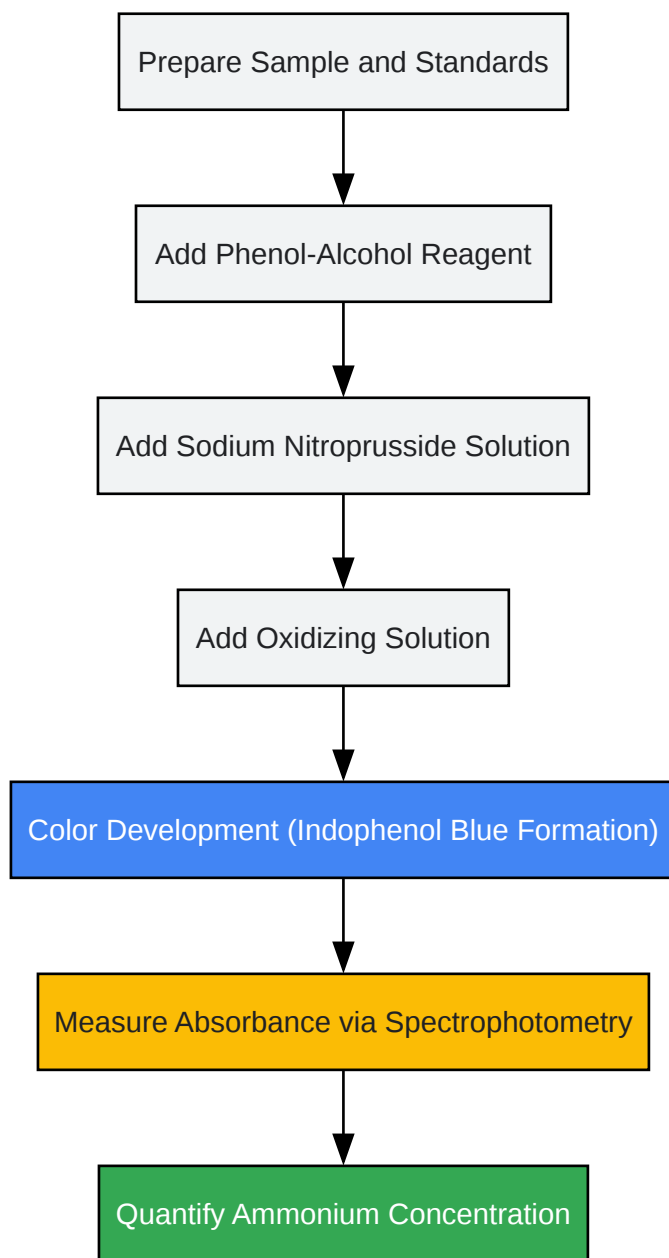 Prepare Sample and Standards
Add Phenol-Alcohol Reagent
Add Sodium Nitroprusside Solution
Add Oxidizing Solution
Color Development (Indophenol Blue Formation)
Measure Absorbance via Spectrophotometry
Quantify Ammonium Concentration